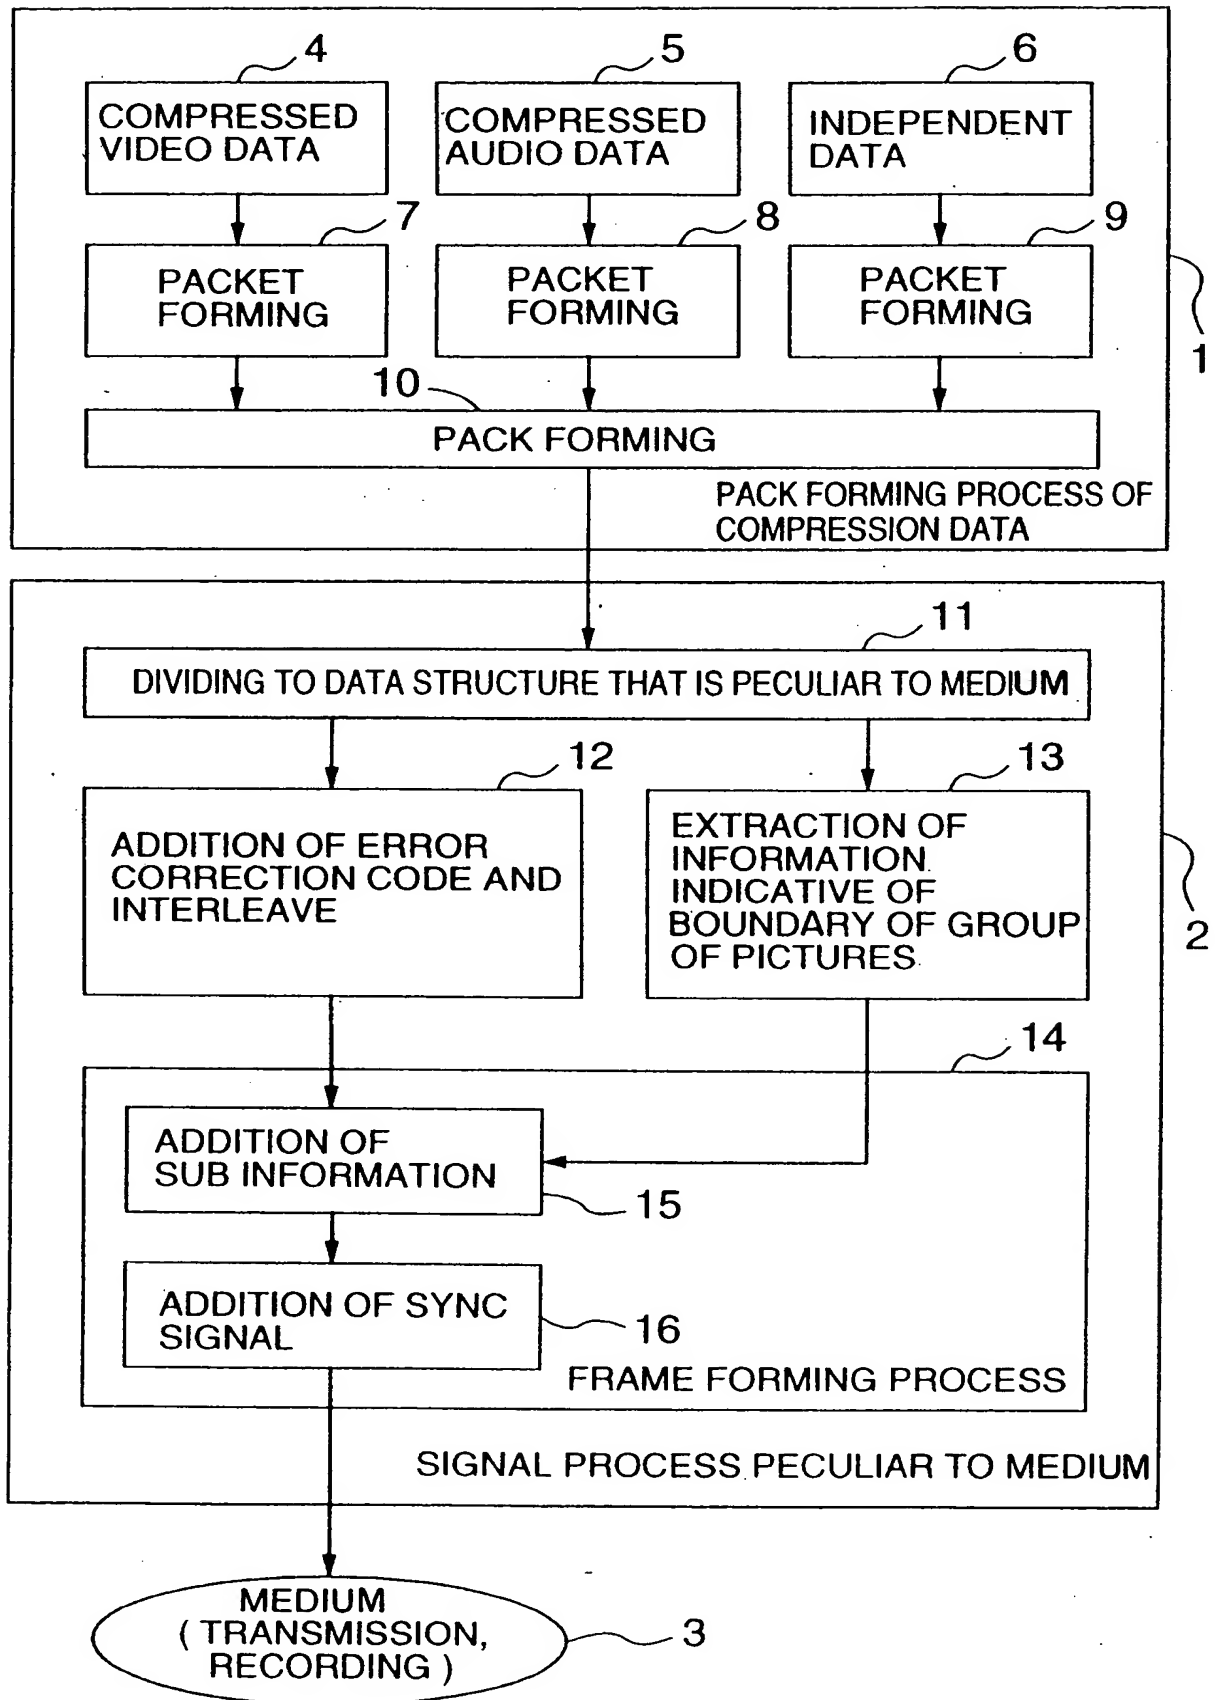 4
5
6
COMPRESSED
VIDEO DATA
COMPRESSED
AUDIO DATA
INDEPENDENT
DATA
7
8
9
PACKET
FORMING
PACKET
FORMING
PACKET
FORMING
1
10
PACK FORMING
PACK FORMING PROCESS OF
COMPRESSION DATA
11
DIVIDING TO DATA STRUCTURE THAT IS PECULIAR TO MEDIUM
12
13
ADDITION OF ERROR
CORRECTION CODE AND
INTERLEAVE
EXTRACTION OF
INFORMATION
INDICATIVE OF
BOUNDARY OF GROUP
OF PICTURES
2
14
ADDITION OF
SUB INFORMATION
15
ADDITION OF SYNC
SIGNAL
16
FRAME FORMING PROCESS
SIGNAL PROCESS PECULIAR TO MEDIUM
MEDIUM
( TRANSMISSION,
RECORDING )
3